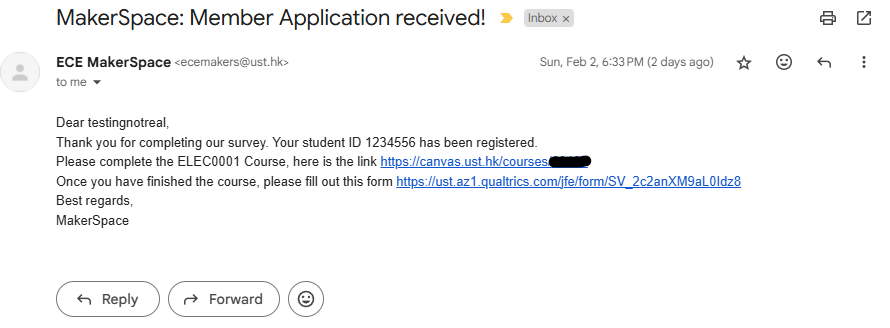 MakerSpace: Member Application received!
Inbox ×
ECE MakerSpace <ecemakers@ust.hk>
Sun, Feb 2, 6:33 PM (2 days ago)
to me
Dear testingnotreal,
Thank you for completing our survey. Your student ID 1234556 has been registered.
Please complete the ELEC0001 Course, here is the link https://canvas.ust.hk/courses/
Once you have finished the course, please fill out this form https://ust.az1.qualtrics.com/jfe/form/SV_2c2anXM9aL0Idz8
Best regards,
MakerSpace
Reply
Forward